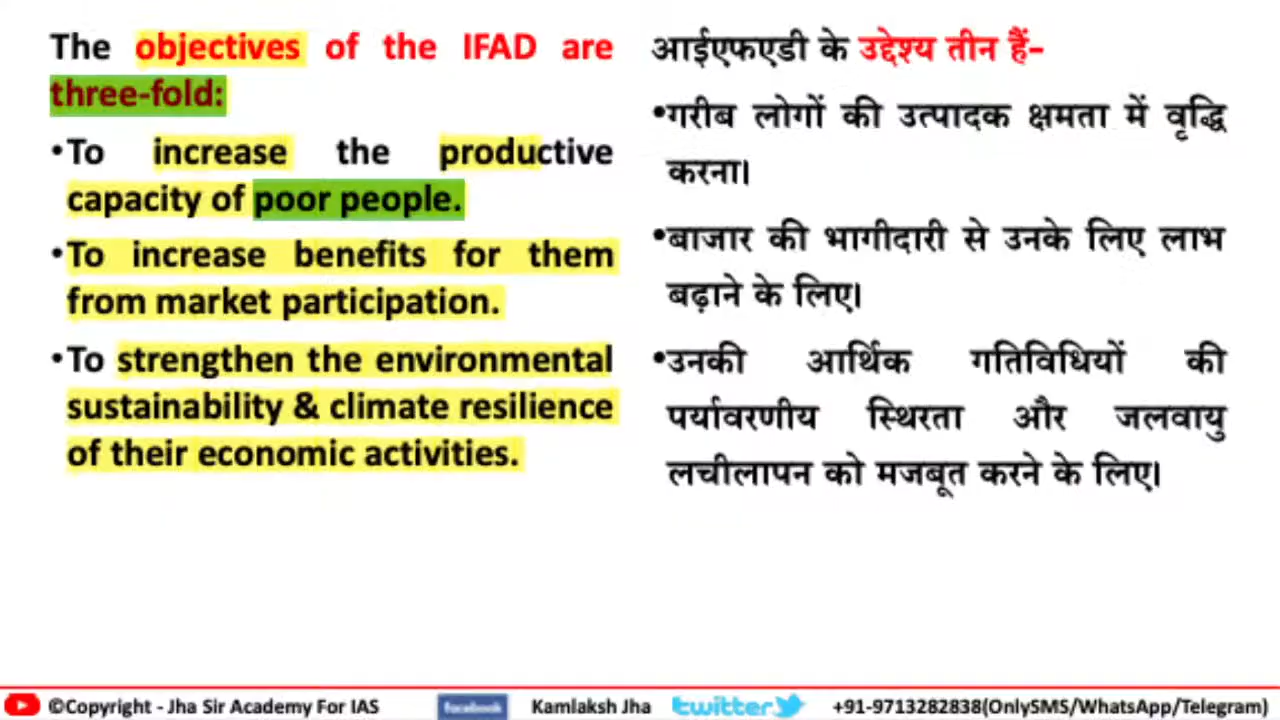 The objectives of the IFAD are
three-fold:
•To increase the productive
capacity of poor people.
•To increase benefits for them
from market participation.
•To strengthen the environmental
sustainability & climate resilience
of their economic activities.
आईएफएडी के उद्देश्य तीन हैं–
•गरीब लोगों की उत्पादक क्षमता में वृद्धि
करना।
•बाजार की भागीदारी से उनके लिए लाभ
बढ़ाने के लिए।
•उनकी आर्थिक गतिविधियों की
पर्यावरणीय स्थिरता और जलवायु
लचीलापन को मजबूत करने के लिए।
©Copyright - Jha Sir Academy For IAS facebook Kamlaksh Jha twitter +91-9713282838(OnlySMS/WhatsApp/Telegram)